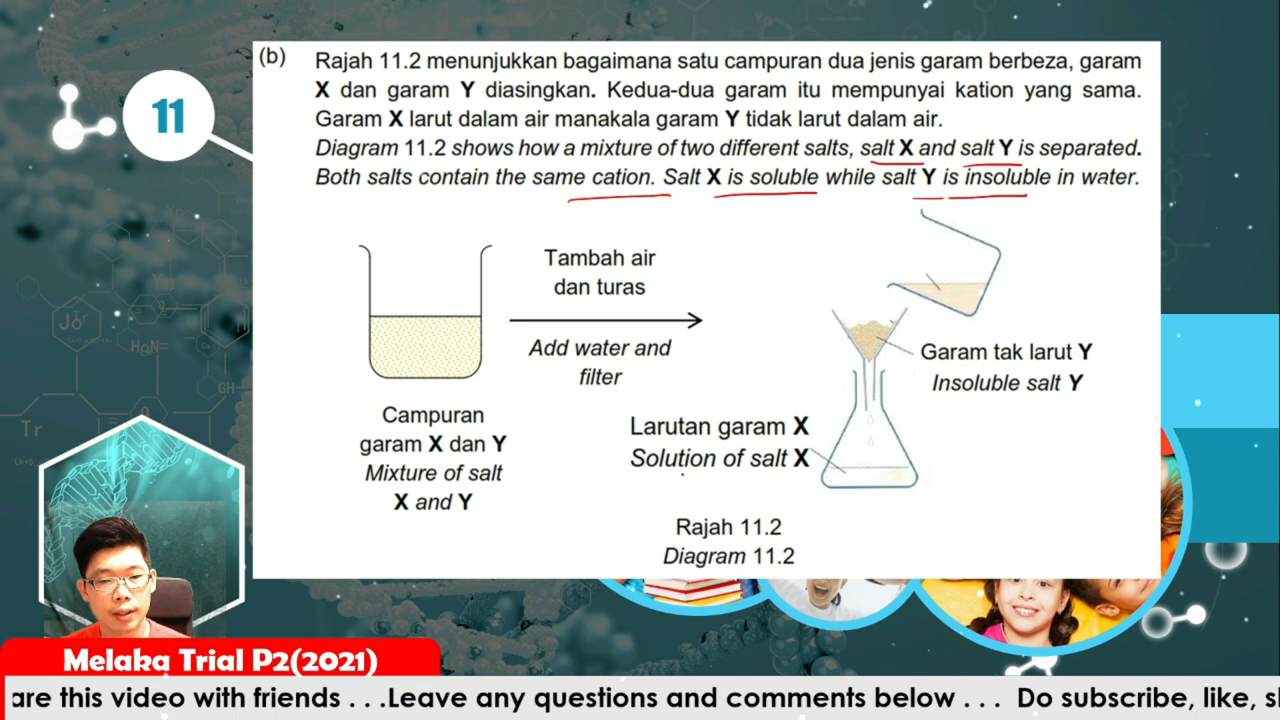 (b) Rajah 11.2 menunjukkan bagaimana satu campuran dua jenis garam berbeza, garam
X dan garam Y diasingkan. Kedua-dua garam itu mempunyai kation yang sama.
Garam X larut dalam air manakala garam Y tidak larut dalam air.
Diagram 11.2 shows how a mixture of two different salts, salt X and salt Y is separated.
Both salts contain the same cation. Salt X is soluble while salt Y is insoluble in water.
11
Tambah air
dan turas
Add water and
filter
Campuran
garam X dan Y
Mixture of salt
X and Y
Garam tak larut Y
Insoluble salt Y
Larutan garam X
Solution of salt X
Rajah 11.2
Diagram 11.2
Tr
GH
Melaka Trial P2(2021)
are this video with friends . . .Leave any questions and comments below . . . Do subscribe, like, s